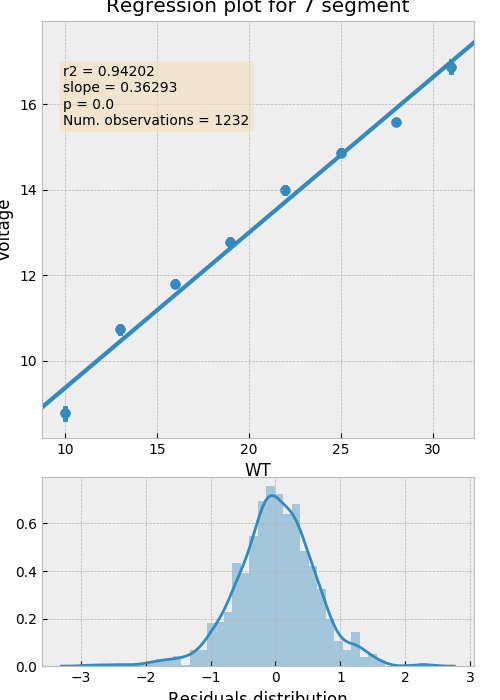 Regression plot for 7 segment
r2 = 0.94202
slope = 0.36293
p = 0.0
Num. observations = 1232
16
14
12
10
Voltage
10 15 20 25 30
WT
0.6
0.4
0.2
0.0
−3 −2 −1 0 1 2 3
Residuals distribution